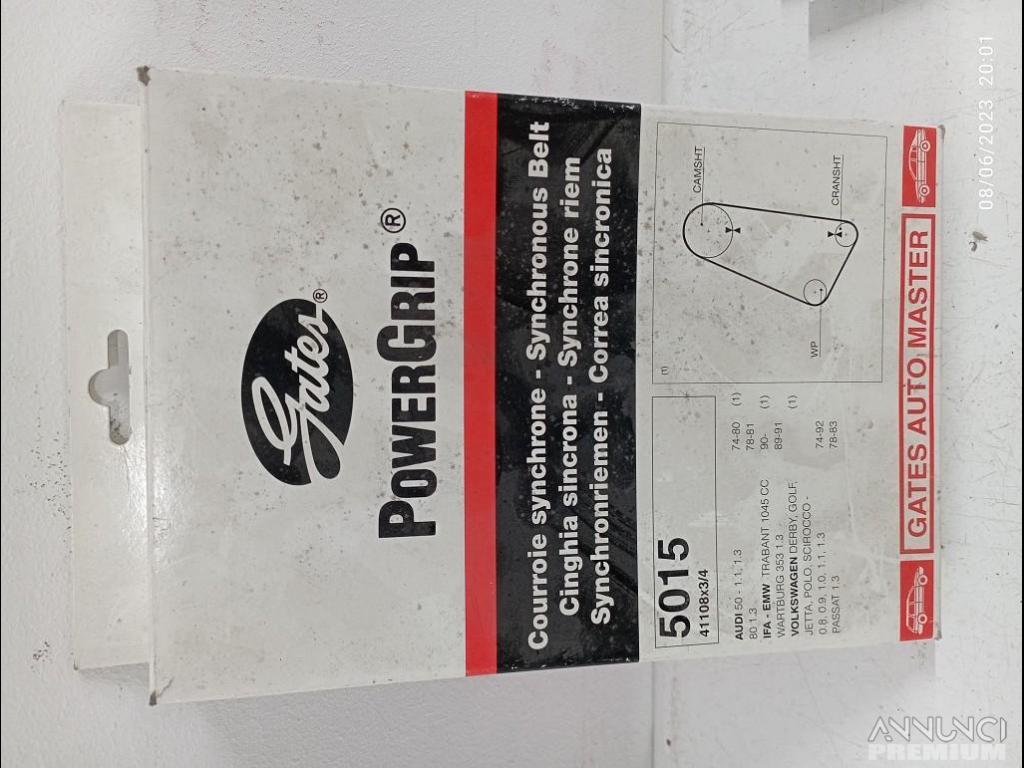 Gates®
POWERGRIP®
Courroie synchrone - Synchronous Belt
Cinghia sincrona - Synchrone riem
Synchronriemen - Correa sincronica
5015
41108x3/4
AUDI 50 - 1.1, 1.3 74-80 (1)
80 1.3 78-81
IFA - EMW TRABANT 1045 CC 90- (1)
WARTBURG 353 1.3 89-91
VOLKSWAGEN DERBY, GOLF, (1)
JETTA, POLO, SCIROCCO -
0.8, 0.9, 1.0, 1.1, 1.3 74-92
PASSAT 1.3 78-83
(1)
CAMSHT
WP
CRANSHT
GATES AUTO MASTER
08/06/2023 20:01
ANNUNCI
PREMIUM